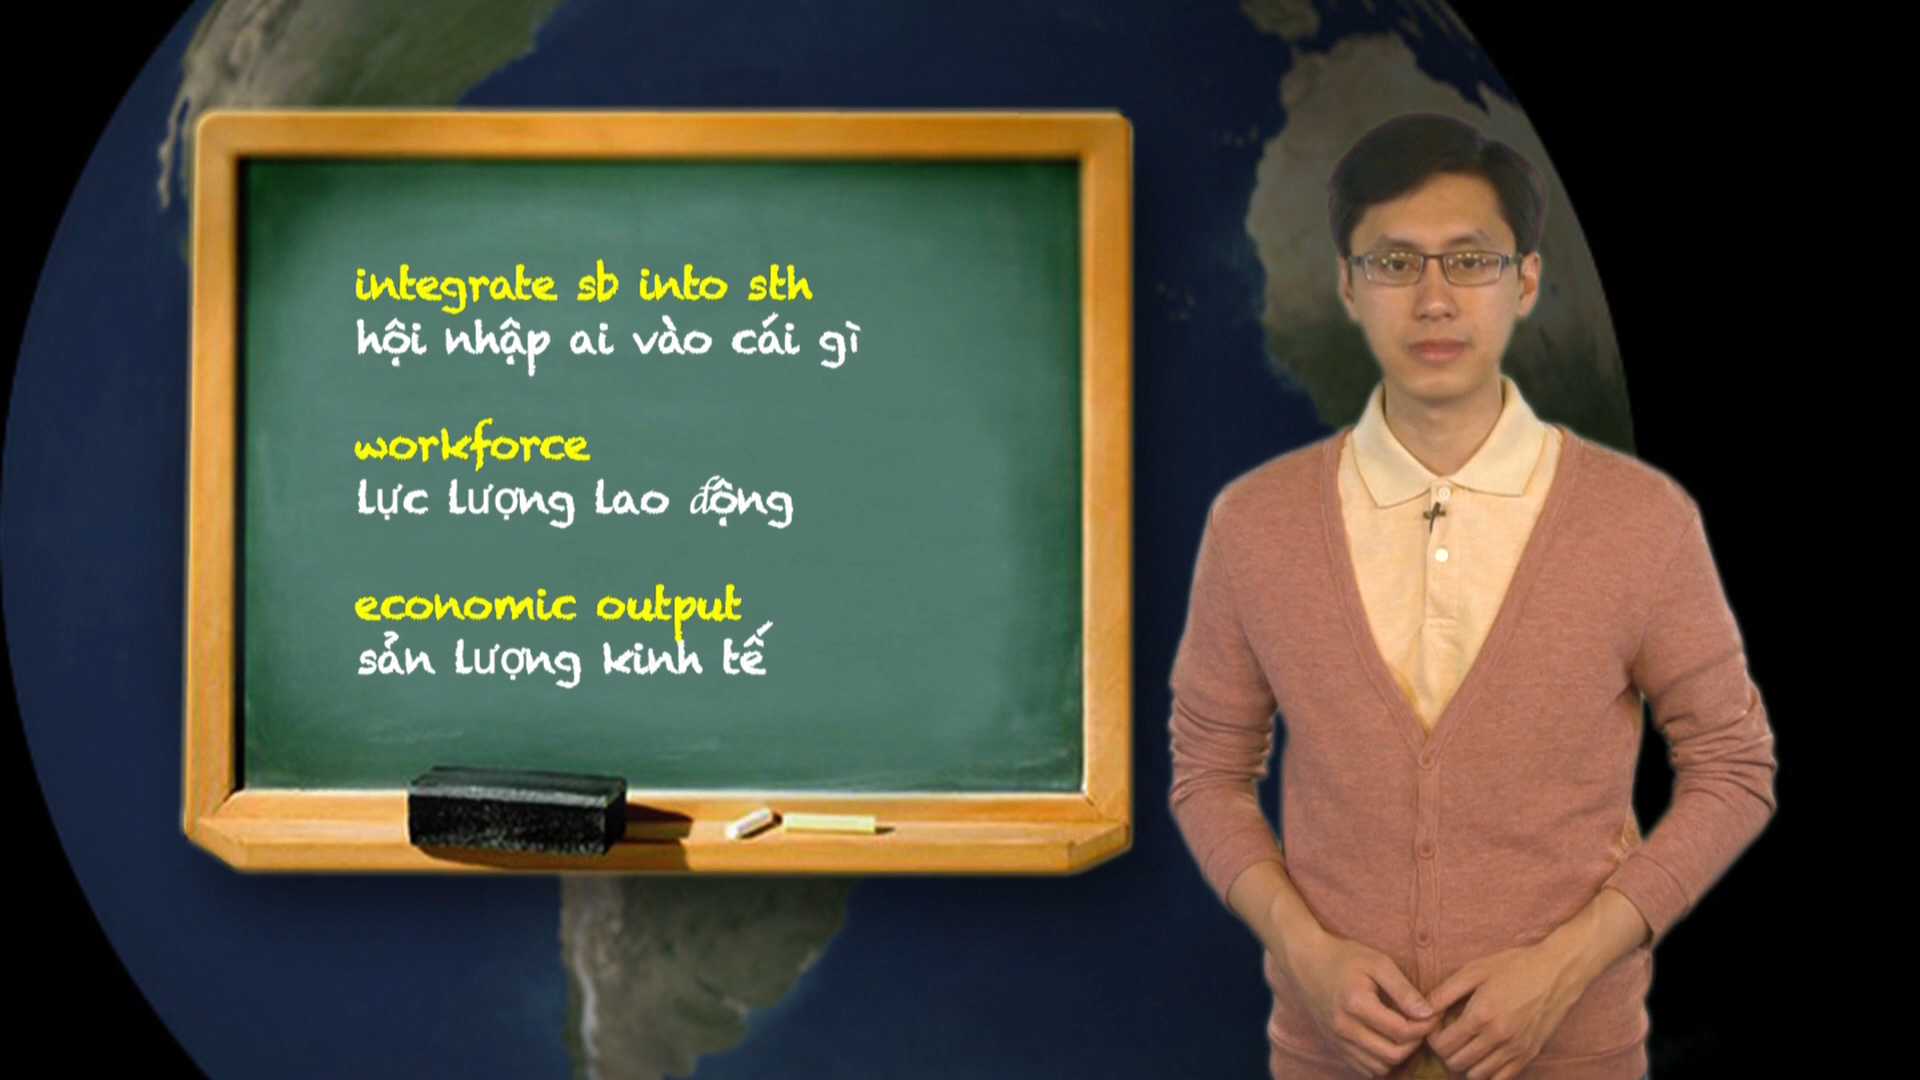 integrate sb into sth
hội nhập ai vào cái gì
workforce
lực lượng lao động
economic output
sản lượng kinh tế